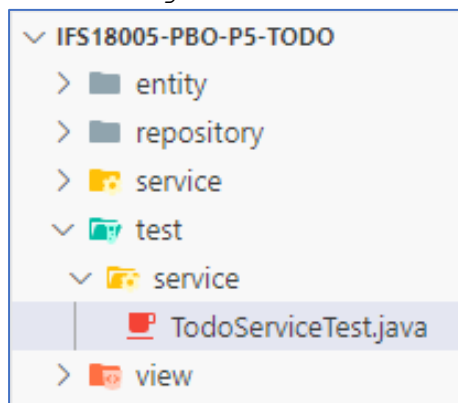 IFS18005-PBO-P5-TODO
entity
repository
service
test
service
TodoServiceTest.java
view